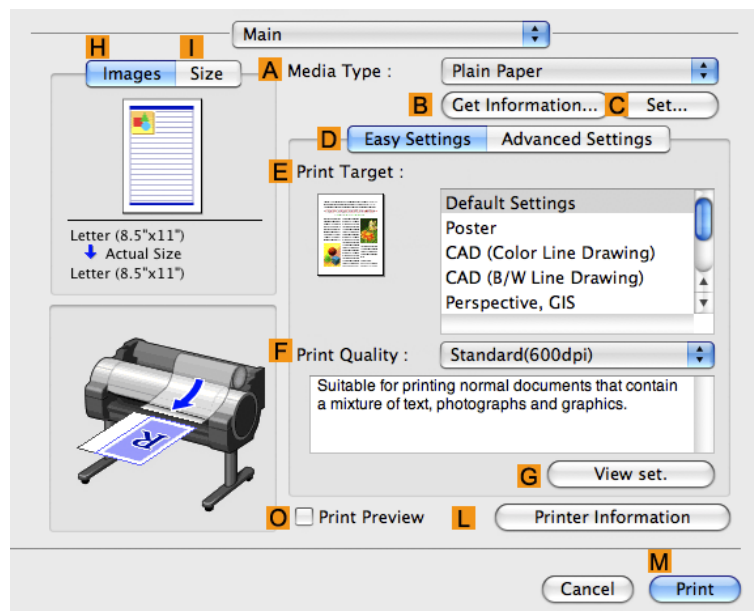 Main
H I
Images Size
A Media Type : Plain Paper
B Get Information... C Set...
D Easy Settings Advanced Settings
E Print Target :
Default Settings
Poster
CAD (Color Line Drawing)
CAD (B/W Line Drawing)
Perspective, GIS
Letter (8.5"x11")
Actual Size
Letter (8.5"x11")
F Print Quality : Standard(600dpi)
Suitable for printing normal documents that contain
a mixture of text, photographs and graphics.
R
G View set.
O Print Preview L Printer Information
M
Cancel Print